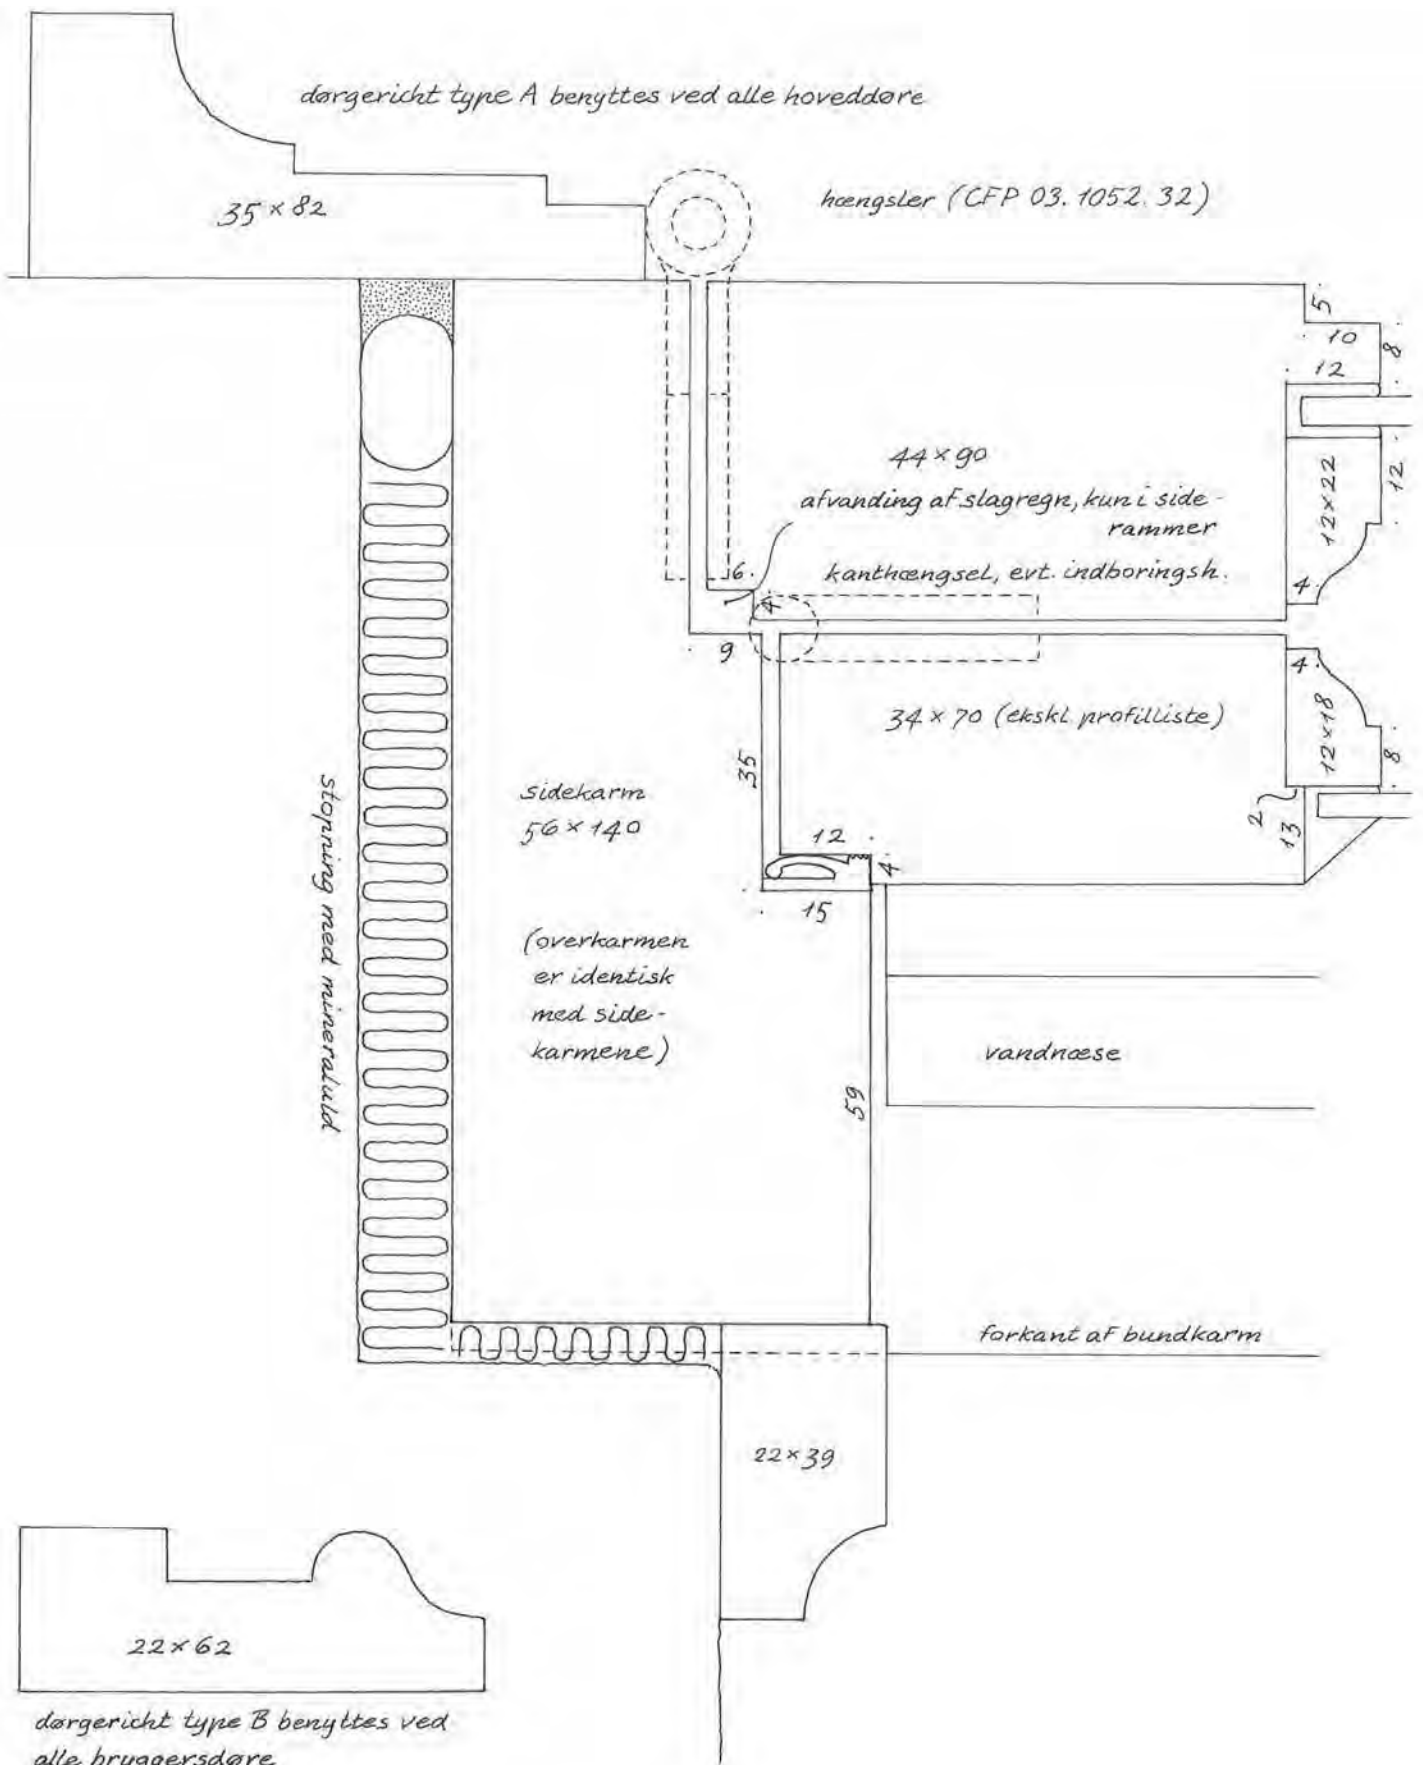 dørgericht type A benyttes ved alle hoveddøre
35 × 82
hængsler (CFP 03.1052.32)
5
10
8
12
44 × 90
afvanding af slagregn, kun i side-
rammer
12×22
12
6
kanthængsel, evt. indboringsh.
4
4
9
34 × 70 (ekskl. profilliste)
4
12×18
8
35
stopning med mineraluld
sidekarm
56 × 140
2
13
12
4
15
(overkarmen
er identisk
med side-
karmene)
vandnæse
59
forkant af bundkarm
22×39
22×62
dørgericht type B benyttes ved
alle bryggersdøre